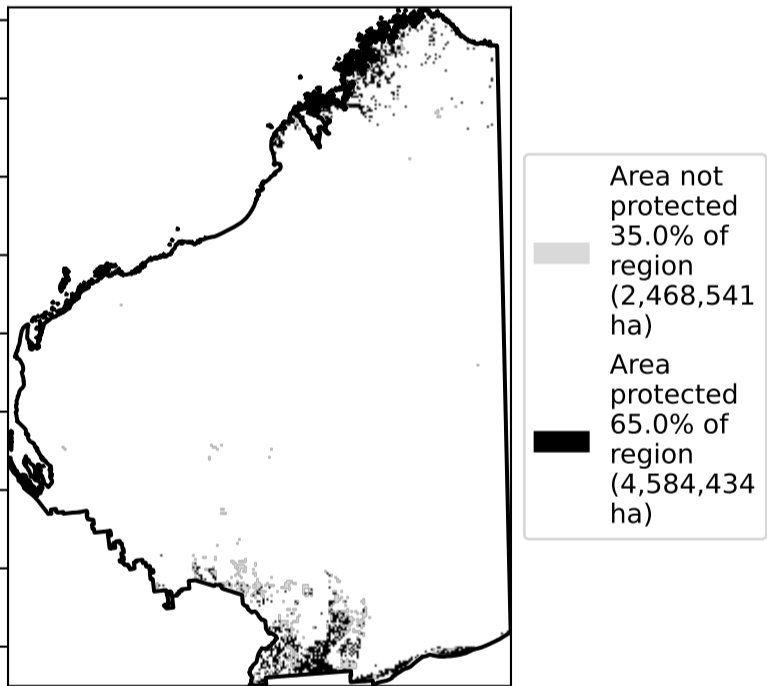 Area not
protected
35.0% of
region
(2,468,541
ha)
Area
protected
65.0% of
region
(4,584,434
ha)